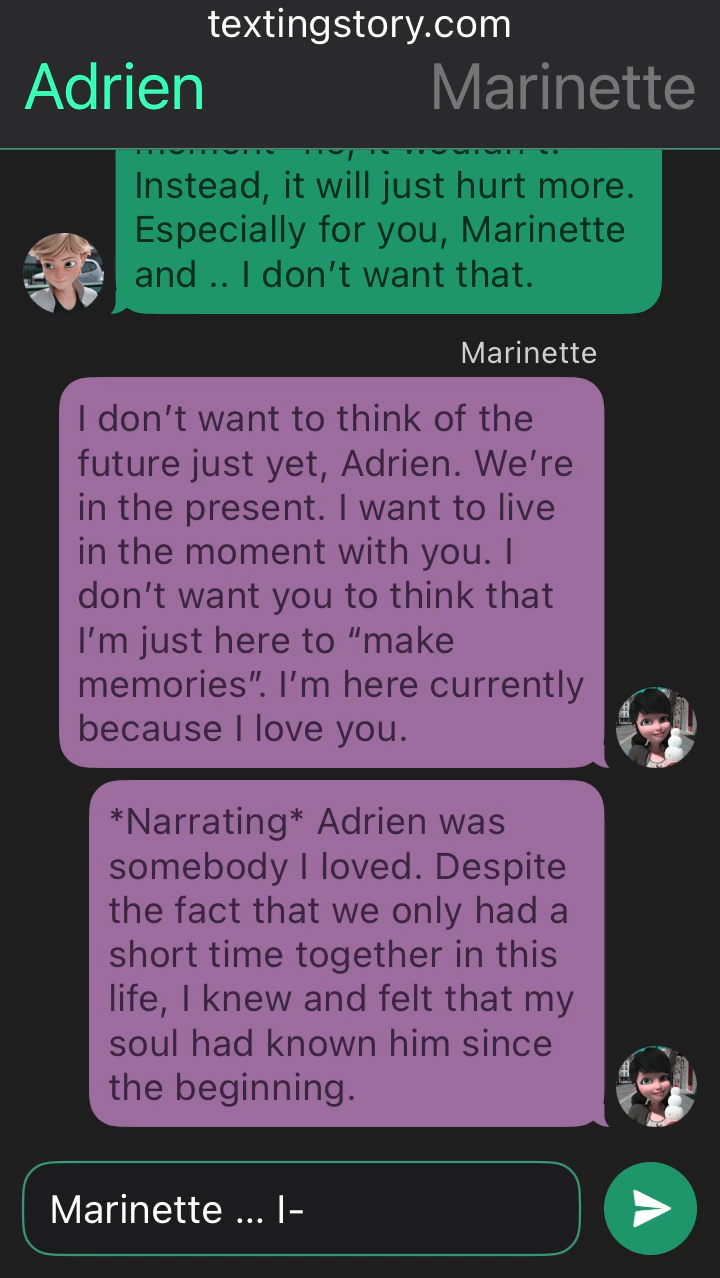 textingstory.com
Adrien Marinette
moment no, it wouldn't.
Instead, it will just hurt more.
Especially for you, Marinette
and .. I don’t want that.
Marinette
I don’t want to think of the
future just yet, Adrien. We’re
in the present. I want to live
in the moment with you. I
don’t want you to think that
I’m just here to “make
memories”. I’m here currently
because I love you.
*Narrating* Adrien was
somebody I loved. Despite
the fact that we only had a
short time together in this
life, I knew and felt that my
soul had known him since
the beginning.
Marinette ... I-